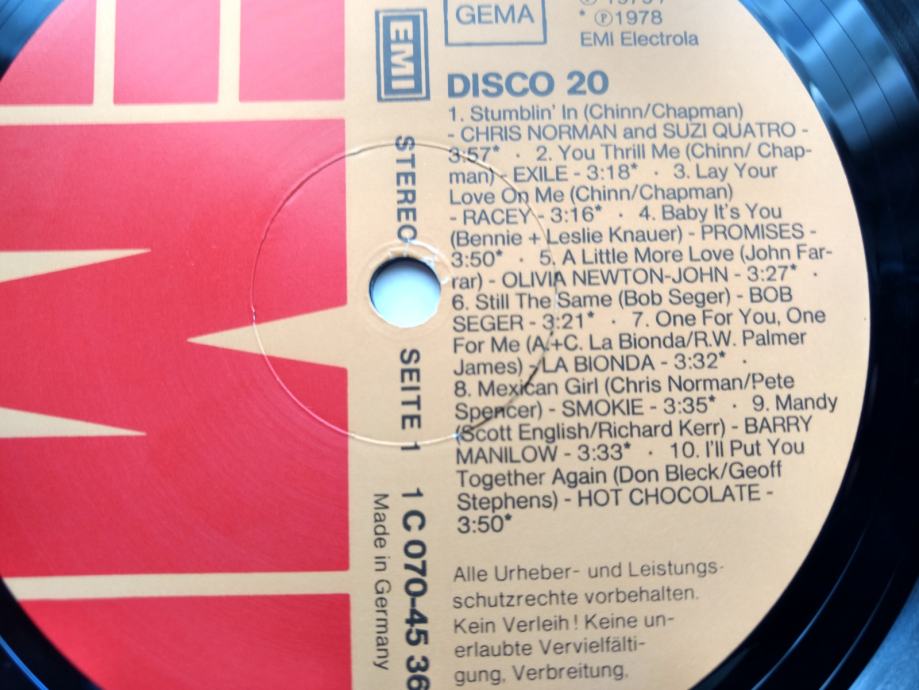 GEMA
* Ⓟ1978
EMI Electrola
EMI
DISCO 20
1. Stumblin' In (Chinn/Chapman)
- CHRIS NORMAN and SUZI QUATRO -
3:57* · 2. You Thrill Me (Chinn/ Chap-
man) - EXILE - 3:18* · 3. Lay Your
Love On Me (Chinn/Chapman)
- RACEY - 3:16* · 4. Baby It's You
(Bennie + Leslie Knauer) - PROMISES -
3:50* · 5. A Little More Love (John Far-
rar) - OLIVIA NEWTON-JOHN - 3:27* ·
6. Still The Same (Bob Seger) - BOB
SEGER - 3:21* · 7. One For You, One
For Me (A.+C. La Bionda/R.W. Palmer
James) - LA BIONDA - 3:32* ·
8. Mexican Girl (Chris Norman/Pete
Spencer) - SMOKIE - 3:35* · 9. Mandy
(Scott English/Richard Kerr) - BARRY
MANILOW - 3:33* · 10. I'll Put You
Together Again (Don Bleck/Geoff
Stephens) - HOT CHOCOLATE -
3:50*
Alle Urheber- und Leistungs-
schutzrechte vorbehalten.
Kein Verleih! Keine un-
erlaubte Vervielfälti-
gung, Verbreitung,
STEREO SEITE 1 1 C 070-45 36
Made in Germany